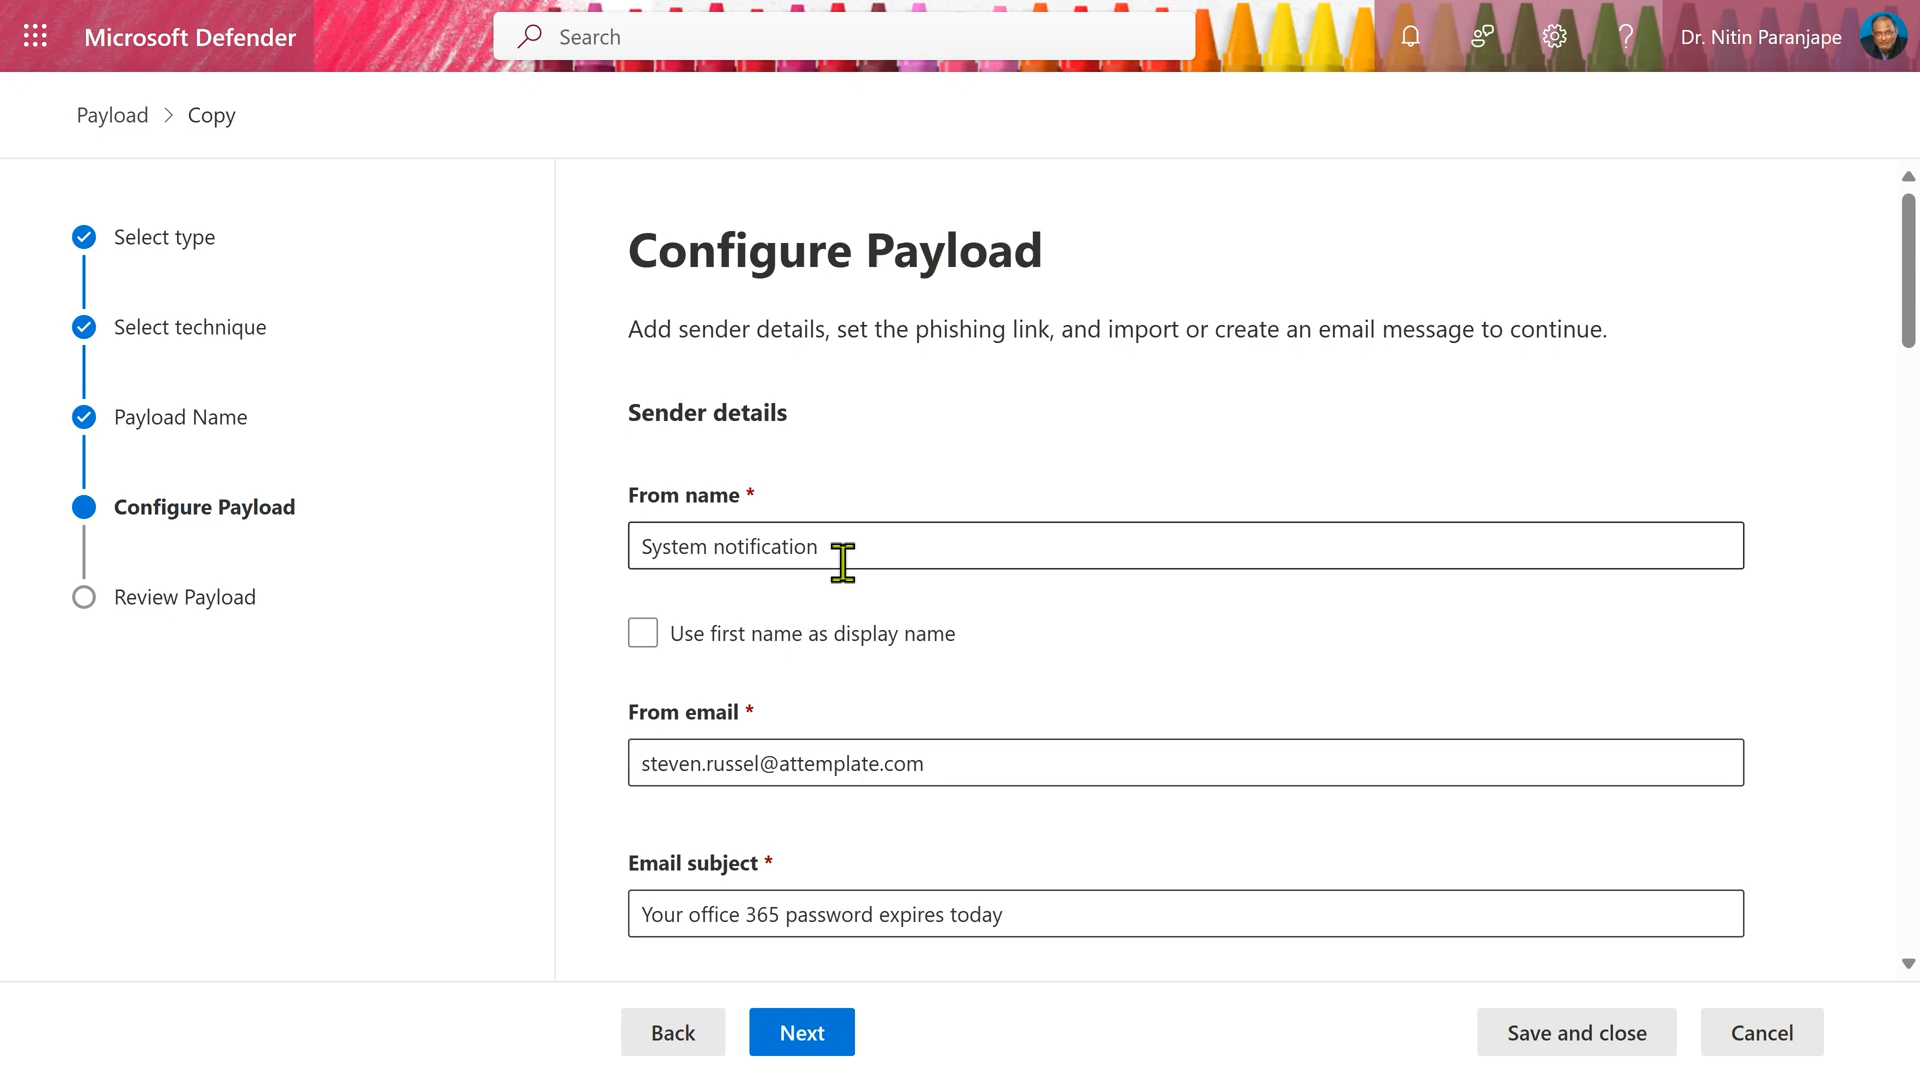 Microsoft Defender
Search
Dr. Nitin Paranjape
Payload > Copy
Select type
Select technique
Payload Name
Configure Payload
Review Payload
Configure Payload
Add sender details, set the phishing link, and import or create an email message to continue.
Sender details
From name *
System notification
Use first name as display name
From email *
steven.russel@attemplate.com
Email subject *
Your office 365 password expires today
Back
Next
Save and close
Cancel